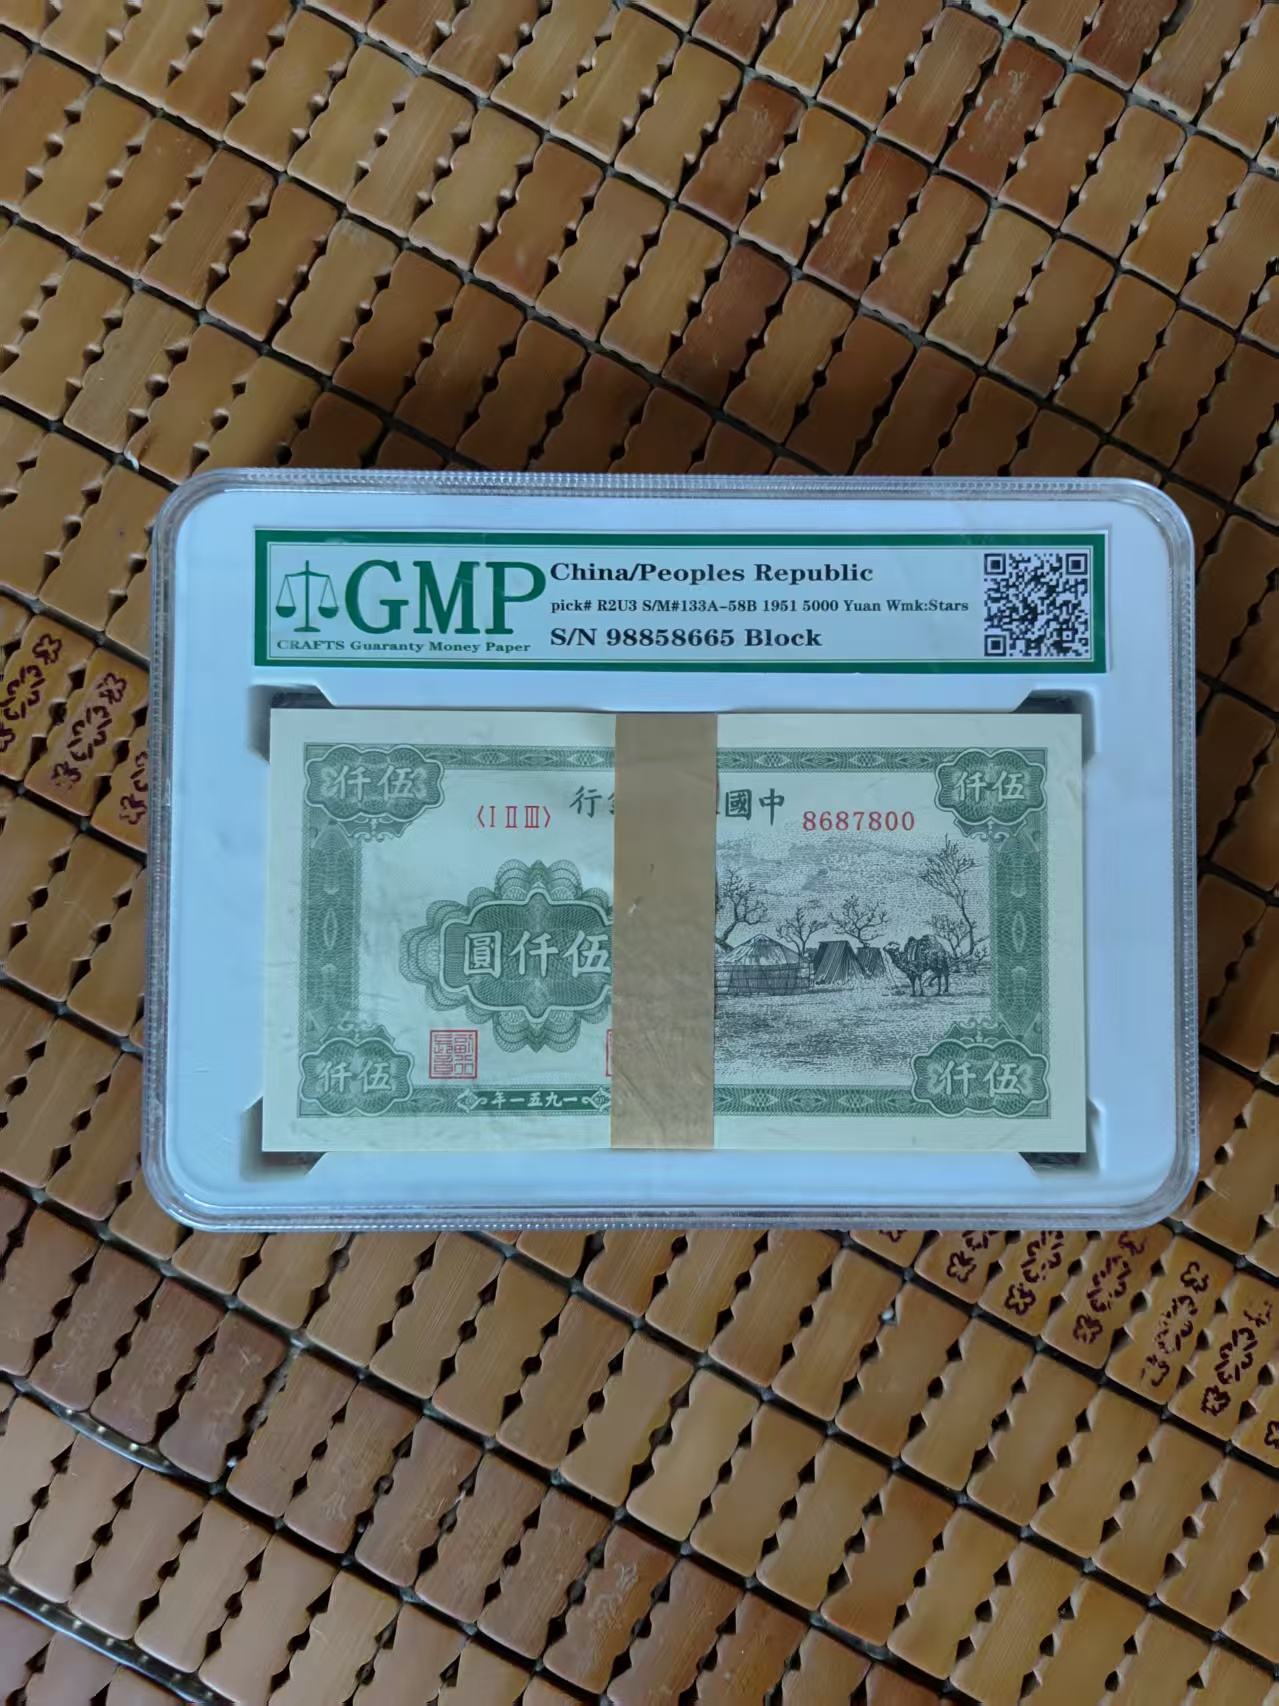 GMP
CRAFTS Guaranty Money Paper
China/Peoples Republic
pick# R2U3 S/M#133A-58B 1951 5000 Yuan Wmk:Stars
S/N 98858665 Block
仟伍
仟伍
〈I II III〉
行
國中
8687800
圓仟伍
仟伍
年一五九一
仟伍